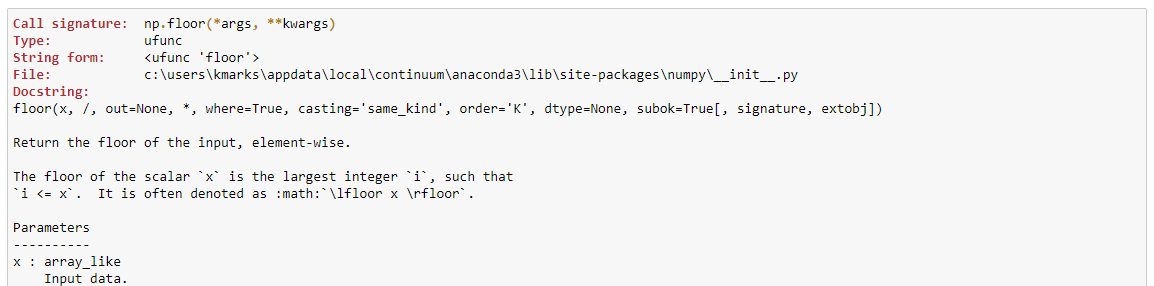 Call signature:  np.floor(*args, **kwargs)
Type:            ufunc
String form:     <ufunc 'floor'>
File:            c:\users\kmarks\appdata\local\continuum\anaconda3\lib\site-packages\numpy\__init__.py
Docstring:
floor(x, /, out=None, *, where=True, casting='same_kind', order='K', dtype=None, subok=True[, signature, extobj])
Return the floor of the input, element-wise.
The floor of the scalar `x` is the largest integer `i`, such that
`i <= x`.  It is often denoted as :math:`\lfloor x \rfloor`.
Parameters
----------
x : array_like
    Input data.